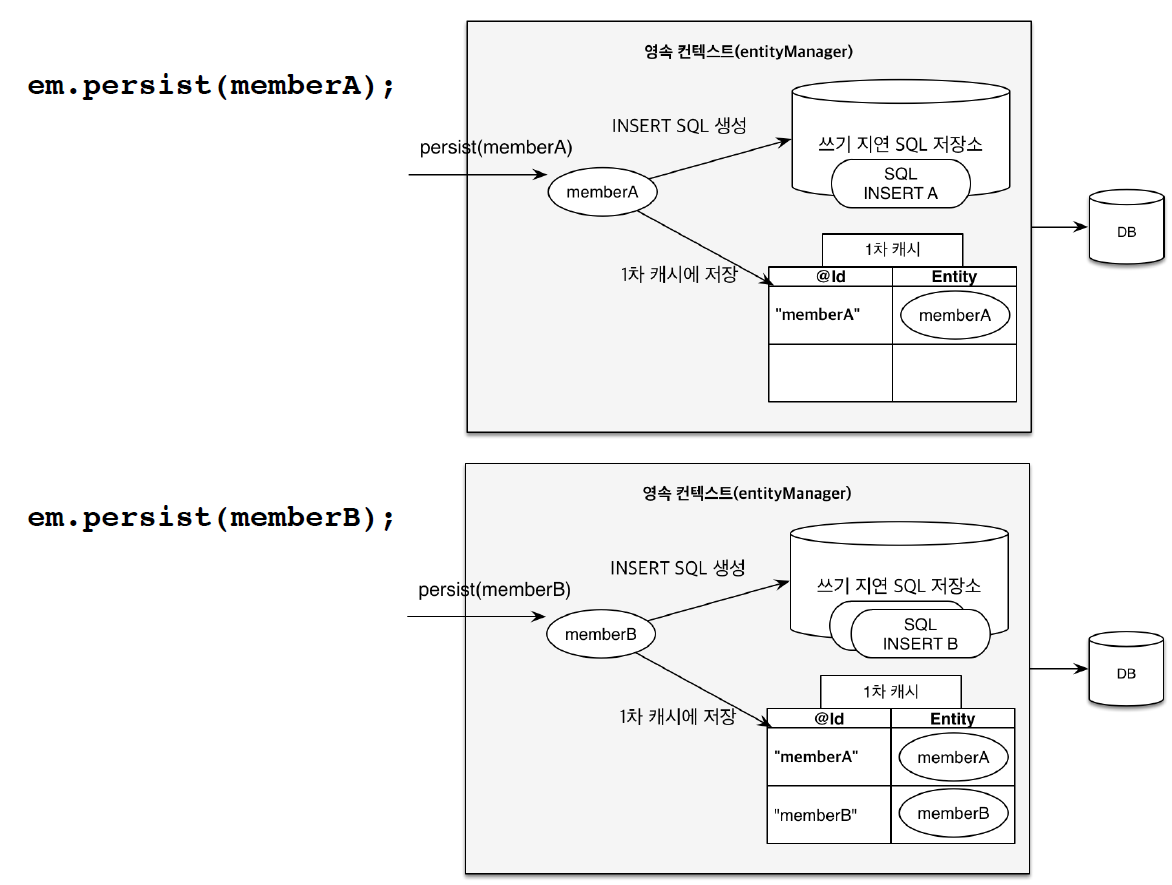 영속 컨텍스트(entityManager)
em.persist(memberA);
INSERT SQL 생성
persist(memberA)
쓰기 지연 SQL 저장소
SQL
INSERT A
memberA
DB
1차 캐시
1차 캐시에 저장
@Id
Entity
"memberA"
memberA
영속 컨텍스트(entityManager)
em.persist(memberB);
INSERT SQL 생성
persist(memberB)
쓰기 지연 SQL 저장소
SQL
INSERT B
memberB
DB
1차 캐시
1차 캐시에 저장
@Id
Entity
"memberA"
memberA
"memberB"
memberB